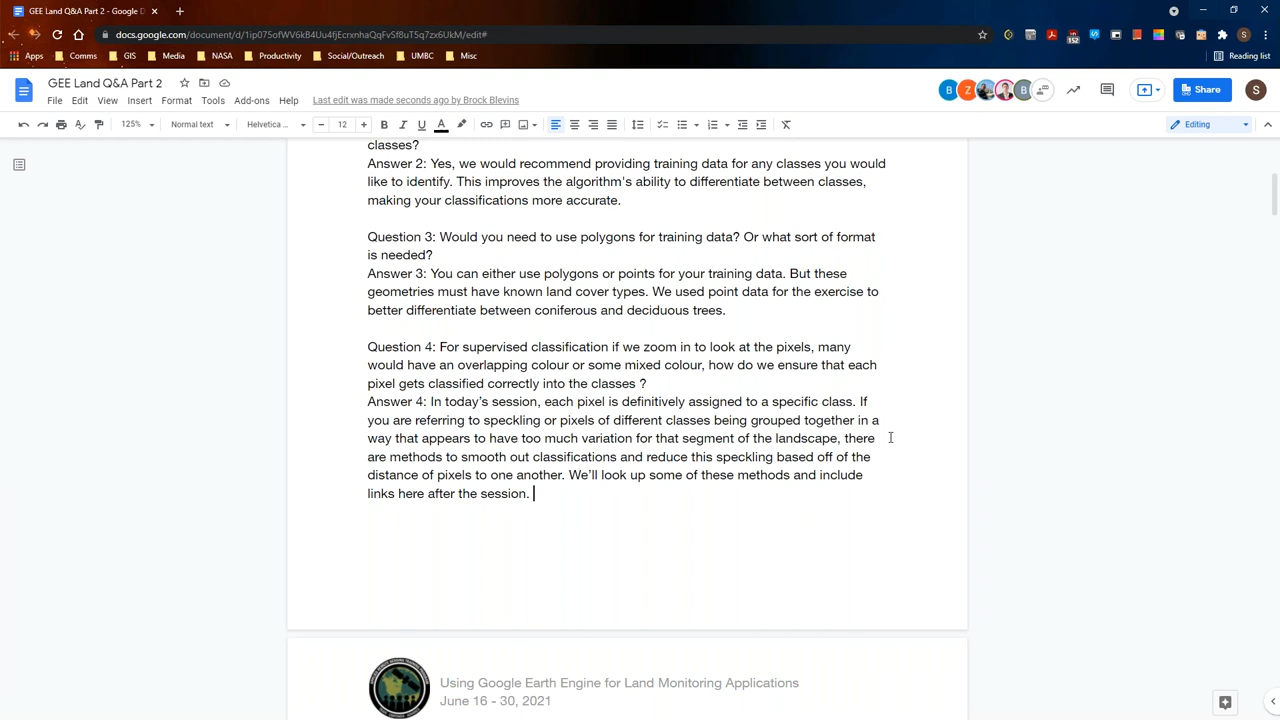 GEE Land Q&A Part 2 - Google D
docs.google.com/document/d/1ip075ofWV6kB4Uu4fjEcrxnhaQqFvSf8uT5q7zx6UkM/edit#
Apps Comms GIS Media NASA Productivity Social/Outreach UMBC Misc Reading list
GEE Land Q&A Part 2
File Edit View Insert Format Tools Add-ons Help Last edit was made seconds ago by Brock Blevins
B Z B Share S
125% Normal text Helvetica ... 12 Editing
classes?
Answer 2: Yes, we would recommend providing training data for any classes you would
like to identify. This improves the algorithm's ability to differentiate between classes,
making your classifications more accurate.
Question 3: Would you need to use polygons for training data? Or what sort of format
is needed?
Answer 3: You can either use polygons or points for your training data. But these
geometries must have known land cover types. We used point data for the exercise to
better differentiate between coniferous and deciduous trees.
Question 4: For supervised classification if we zoom in to look at the pixels, many
would have an overlapping colour or some mixed colour, how do we ensure that each
pixel gets classified correctly into the classes ?
Answer 4: In today's session, each pixel is definitively assigned to a specific class. If
you are referring to speckling or pixels of different classes being grouped together in a
way that appears to have too much variation for that segment of the landscape, there
are methods to smooth out classifications and reduce this speckling based off of the
distance of pixels to one another. We'll look up some of these methods and include
links here after the session.
Using Google Earth Engine for Land Monitoring Applications
June 16 - 30, 2021